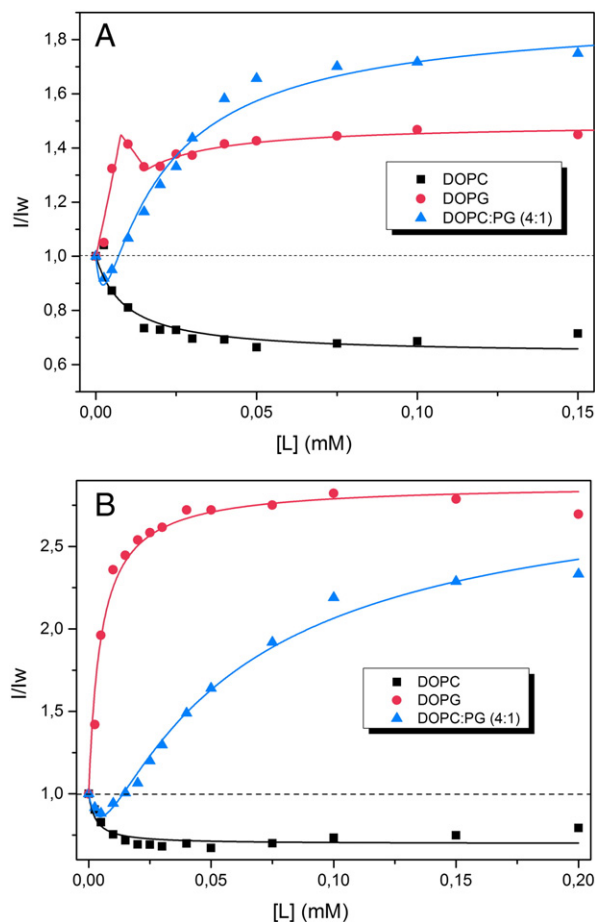 A
1,8
1,6
1,4
1,2
1,0
0,8
0,6
I/Iw
DOPC
DOPG
DOPC:PG (4:1)
0,00 0,05 0,10 0,15
[L] (mM)
B
2,5
2,0
1,5
1,0
0,5
I/Iw
DOPC
DOPG
DOPC:PG (4:1)
0,00 0,05 0,10 0,15 0,20
[L] (mM)